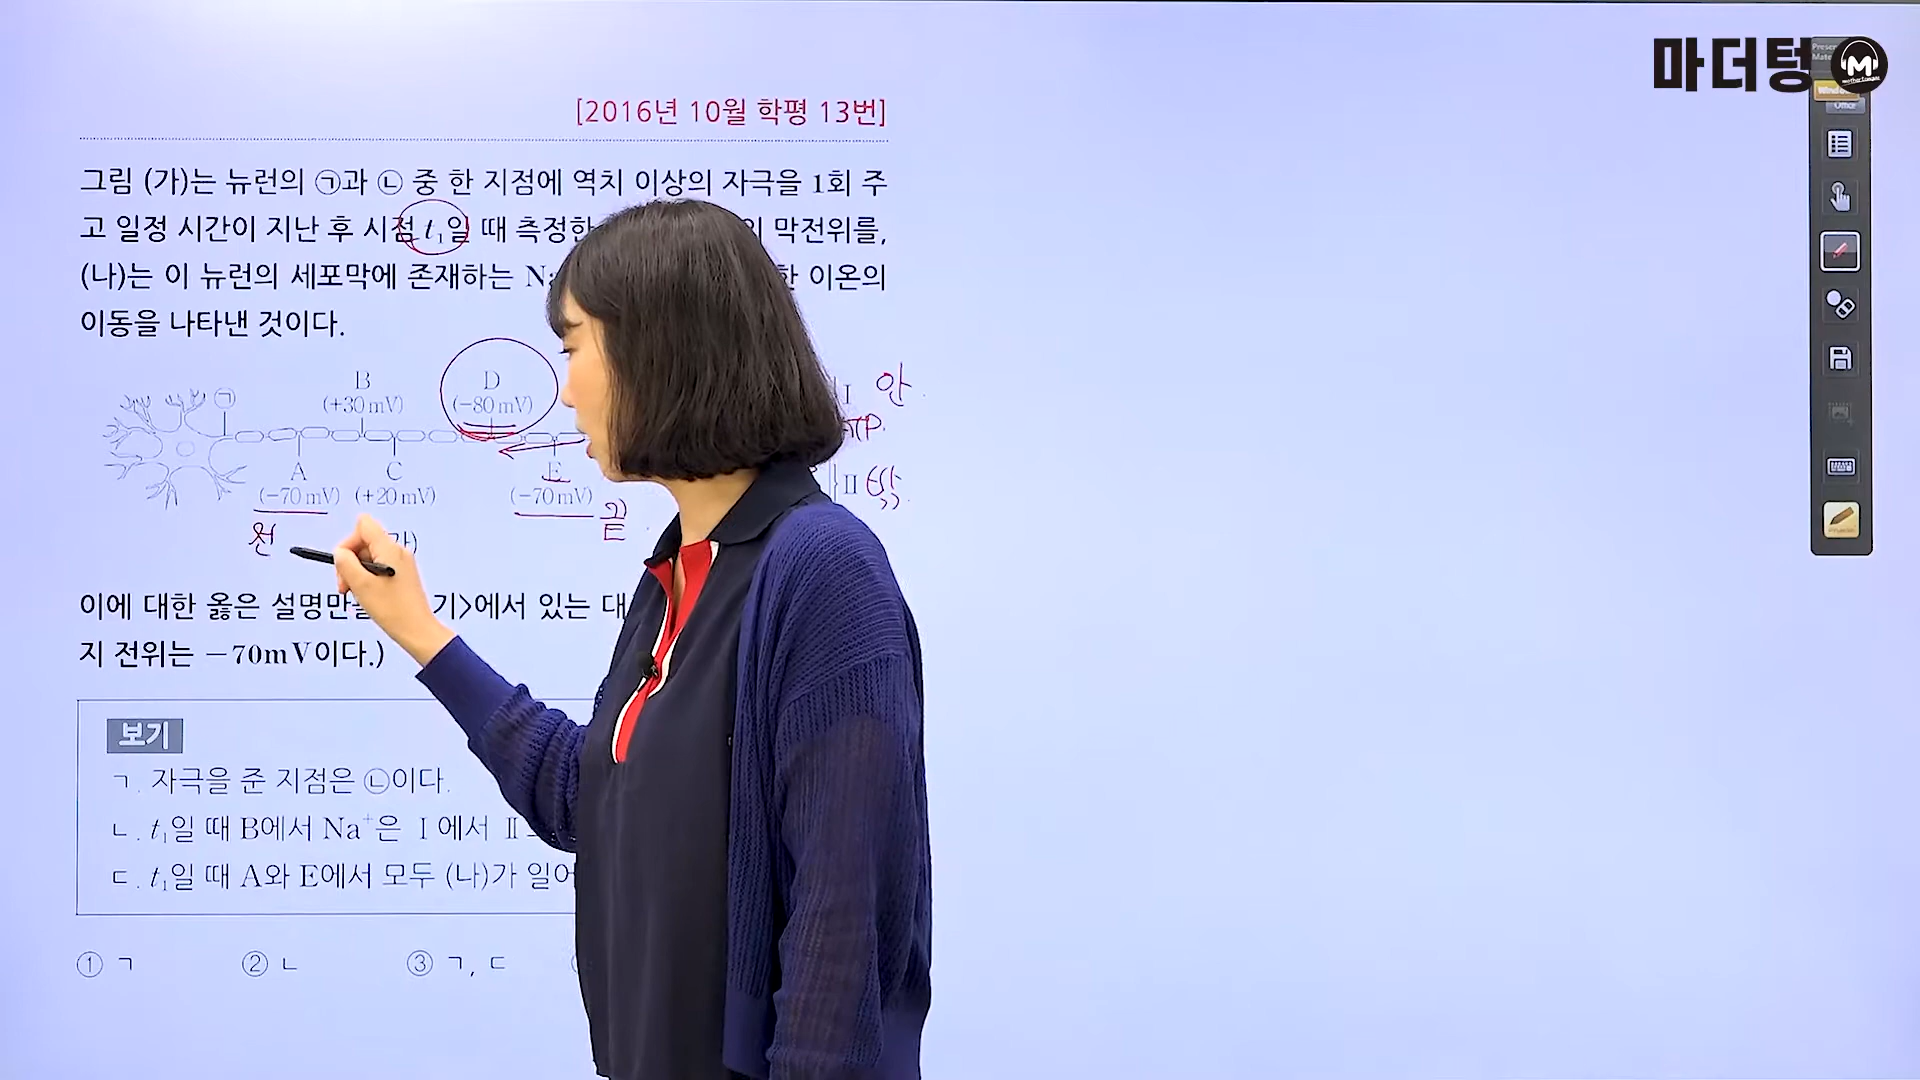 마더텅
[2016년 10월 학평 13번]
그림 (가)는 뉴런의 ㉠과 ㉡ 중 한 지점에 역치 이상의 자극을 1회 주
고 일정 시간이 지난 후 시점 t₁일 때 측정한 막전위를,
(나)는 이 뉴런의 세포막에 존재하는 이온의
이동을 나타낸 것이다.
㉠
B
(+30mV)
D
(-80mV)
A
(-70mV)
C
(+20mV)
E
(-70mV)
Ⅰ 안
Ⅱ 밖
전
끝
이에 대한 옳은 설명만을 기>에서 있는 대
지 전위는 -70mV이다.)
보기
ㄱ. 자극을 준 지점은 ㉡이다.
ㄴ. t₁일 때 B에서 Na⁺은 Ⅰ에서 Ⅱ
ㄷ. t₁일 때 A와 E에서 모두 (나)가
① ㄱ ② ㄴ ③ ㄱ, ㄷ